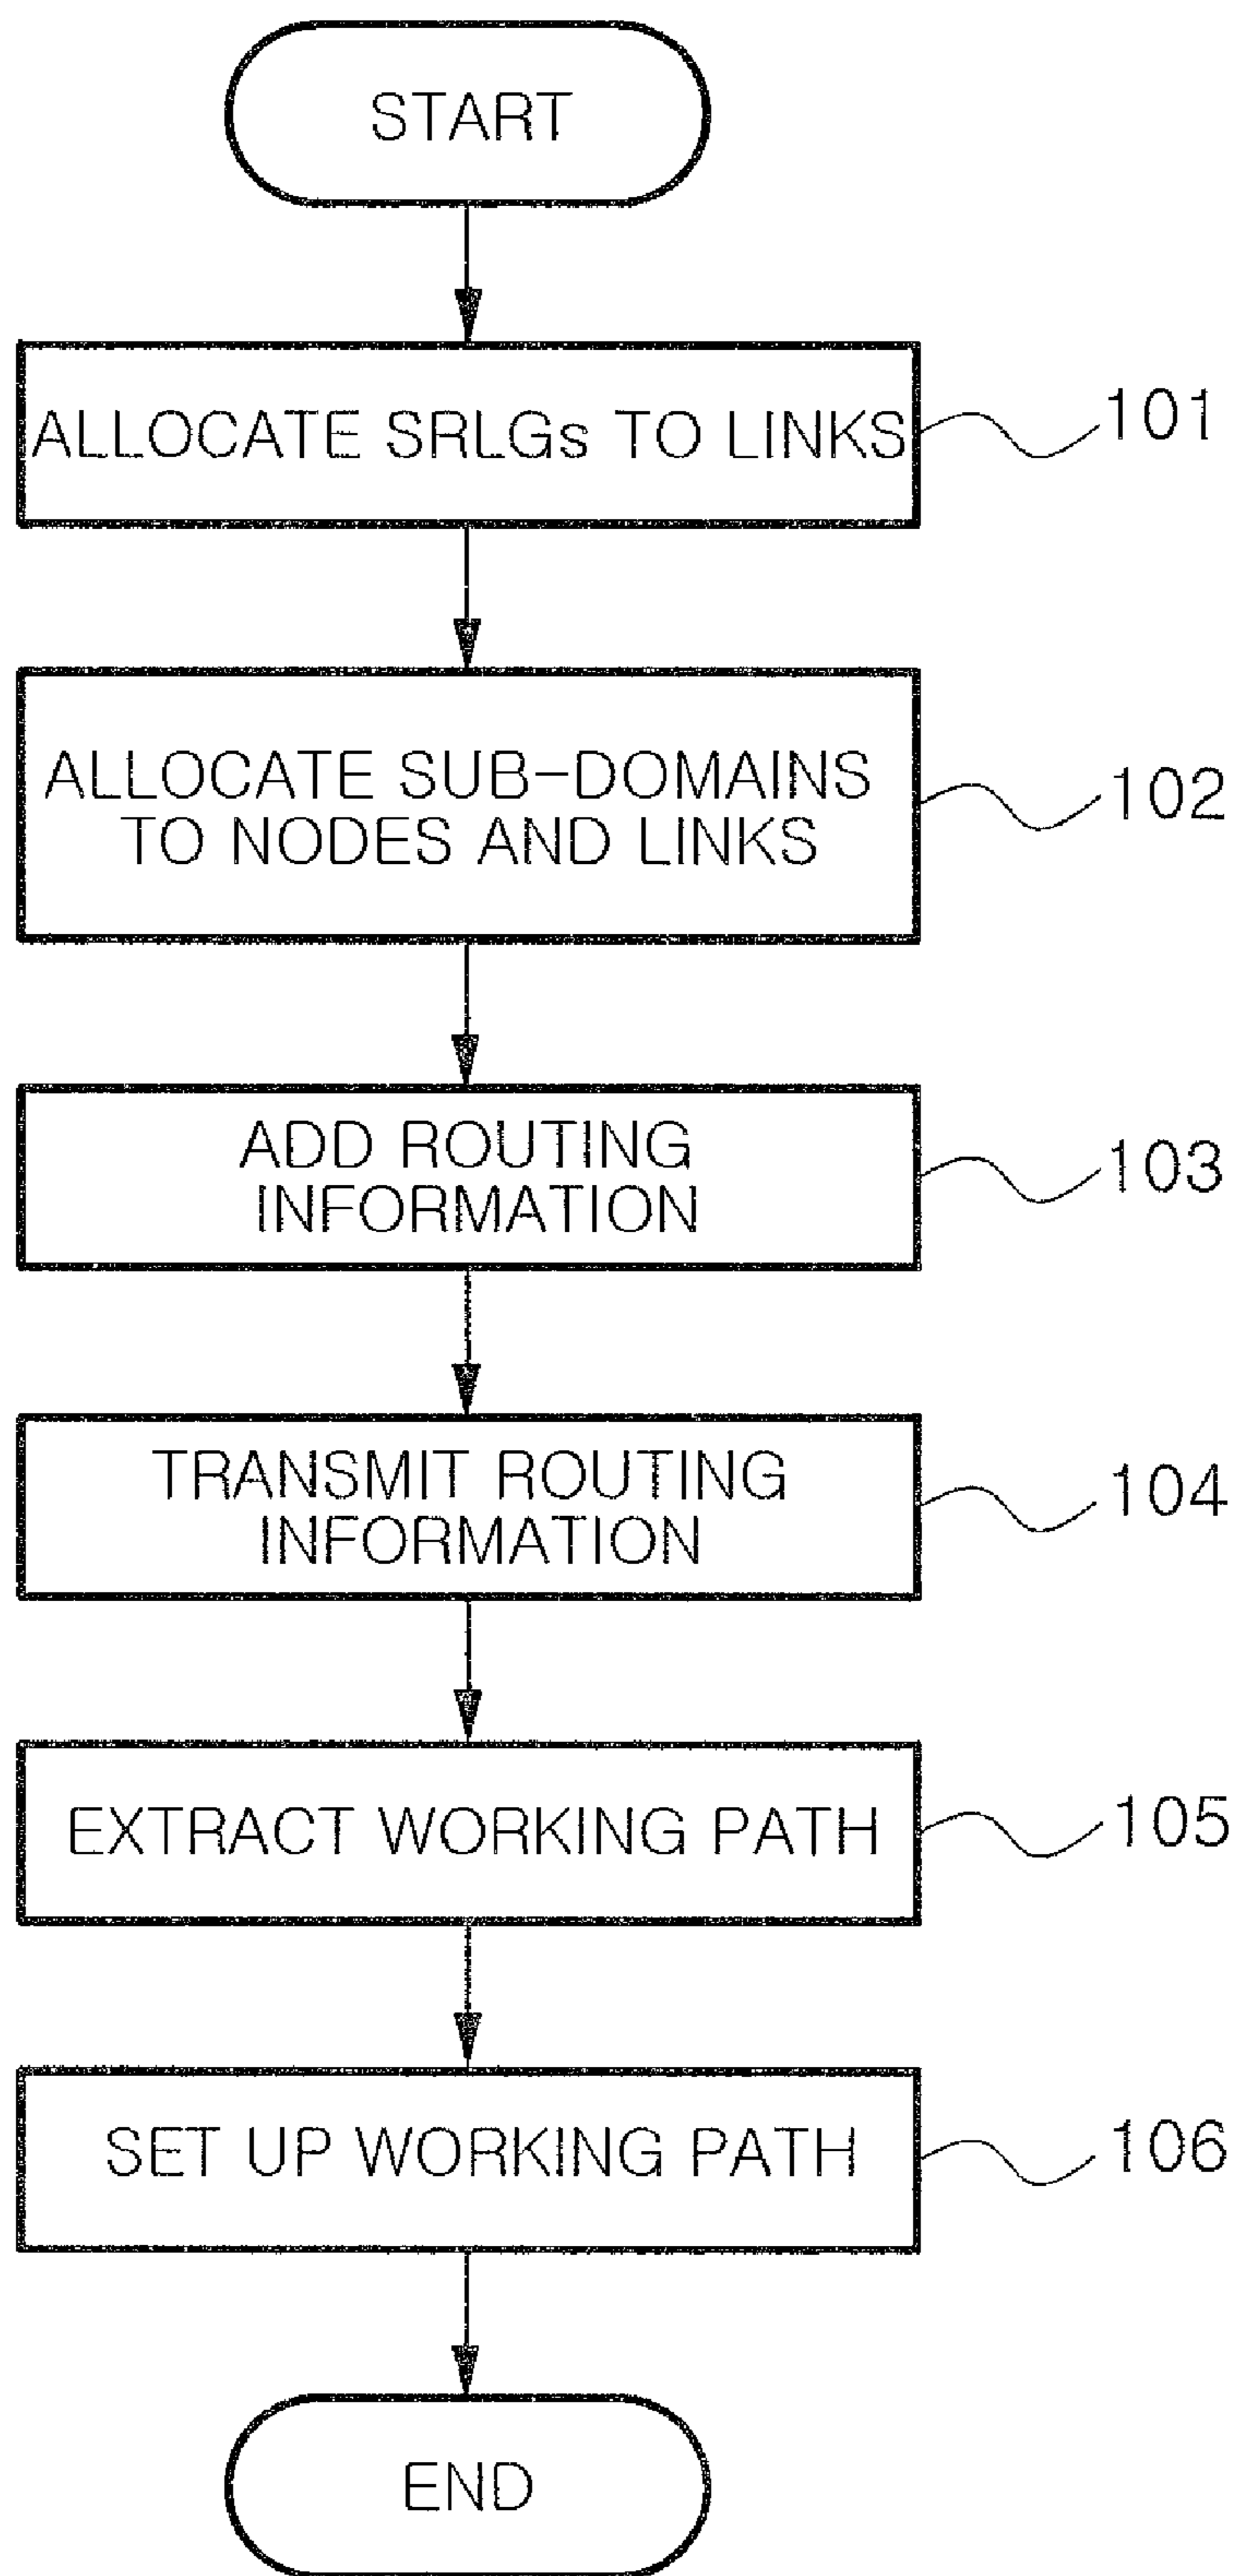 START
ALLOCATE SRLGs TO LINKS
101
ALLOCATE SUB-DOMAINS
TO NODES AND LINKS
102
ADD ROUTING
INFORMATION
103
TRANSMIT ROUTING
INFORMATION
104
EXTRACT WORKING PATH
105
SET UP WORKING PATH
106
END